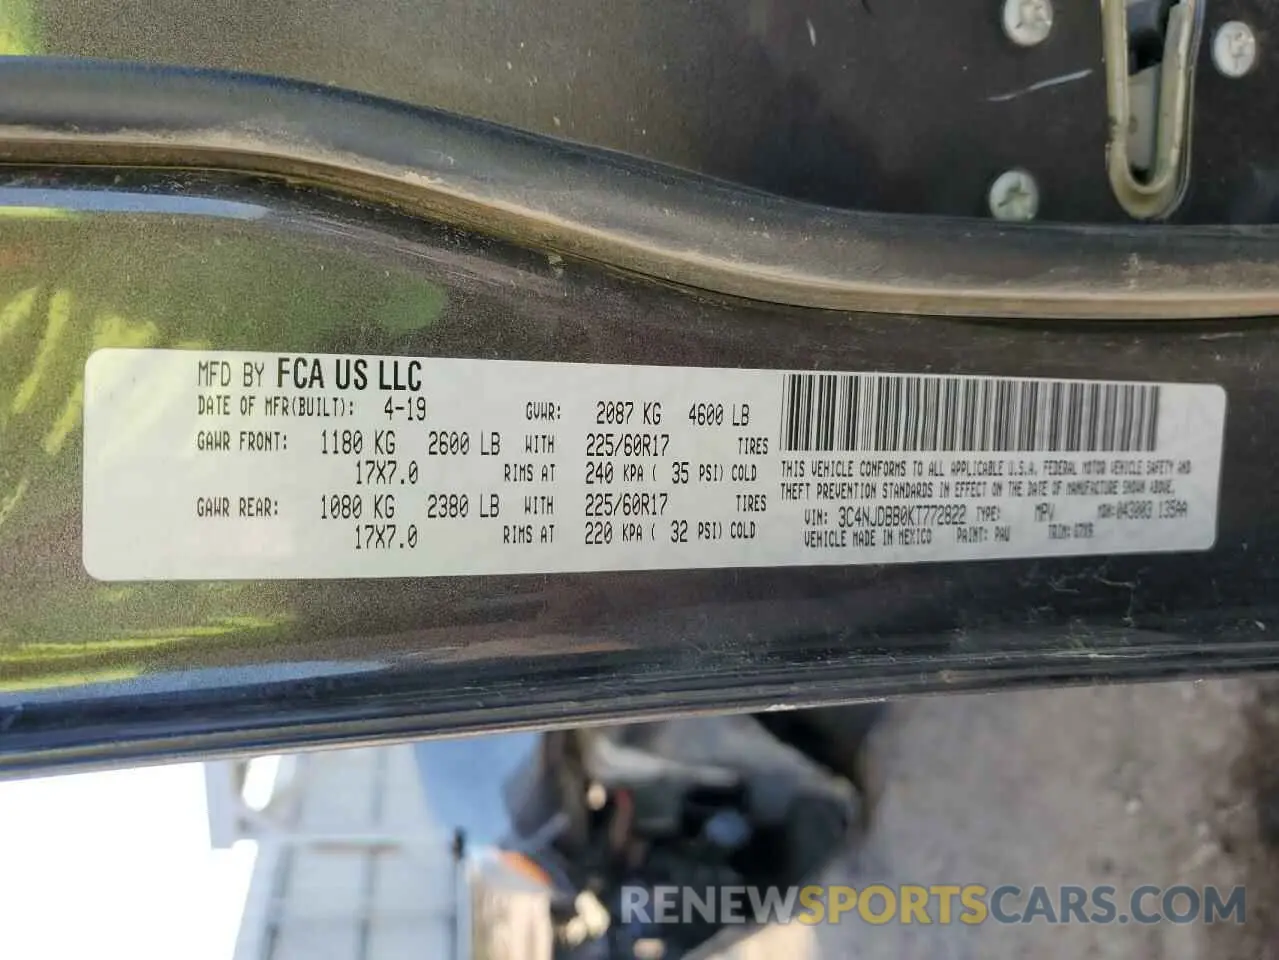 MFD BY FCA US LLC
DATE OF MFR(BUILT): 4-19 GVWR: 2087 KG 4600 LB
GAWR FRONT: 1180 KG 2600 LB WITH 225/60R17 TIRES
17X7.0 RIMS AT 240 KPA ( 35 PSI) COLD
GAWR REAR: 1080 KG 2380 LB WITH 225/60R17 TIRES
17X7.0 RIMS AT 220 KPA ( 32 PSI) COLD
THIS VEHICLE CONFORMS TO ALL APPLICABLE U.S.A. FEDERAL MOTOR VEHICLE SAFETY AND
THEFT PREVENTION STANDARDS IN EFFECT ON THE DATE OF MANUFACTURE SHOWN ABOVE.
VIN: 3C4NJDBB0KT772822 TYPE: MPV MDH: 043003 135AA
VEHICLE MADE IN MEXICO PAINT: PAU TRIM:
RENEWSPORTSCARS.COM